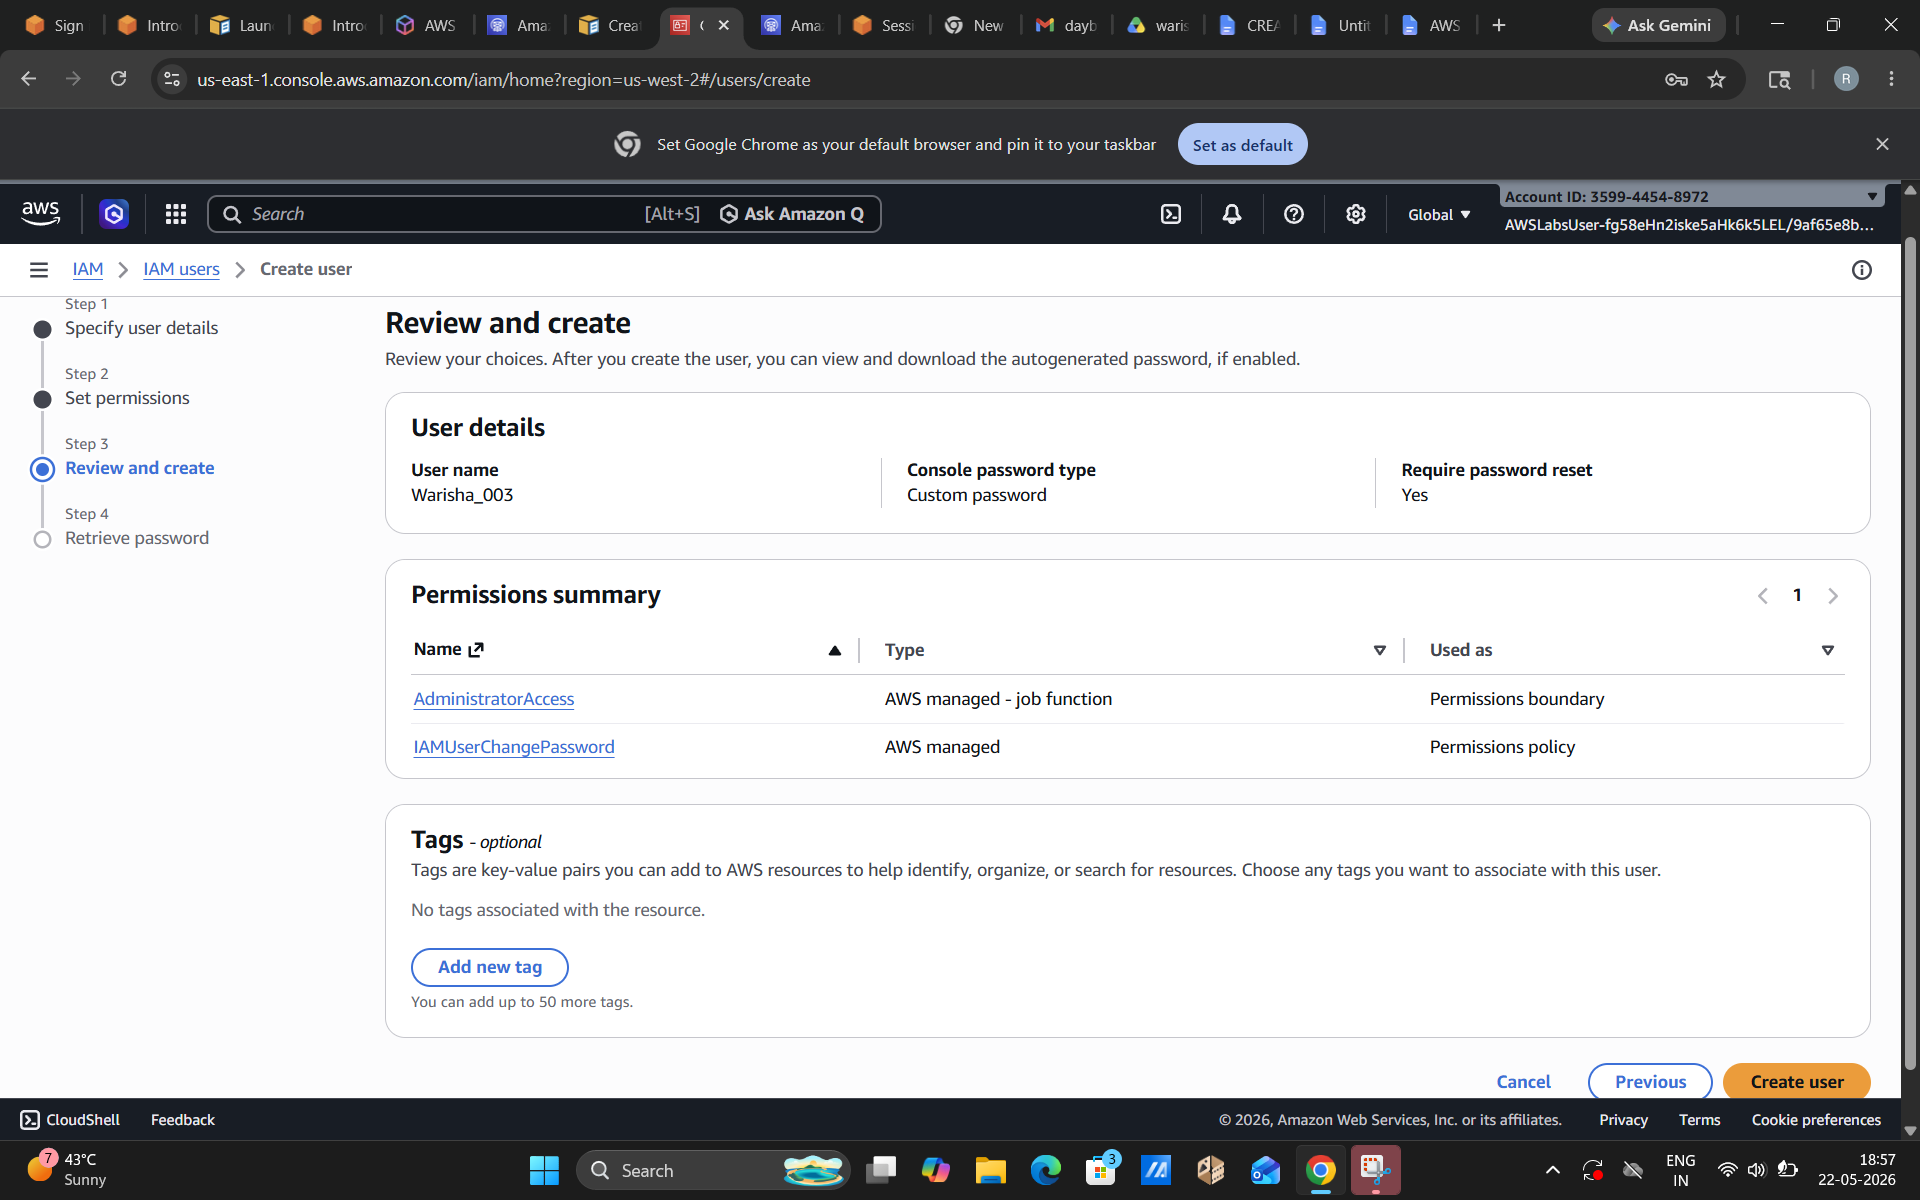 Sign
Intro
Laun
Intro
AWS
Ama
Creat
Ama
Sessi
New
dayb
waris
CREA
Untit
AWS
Ask Gemini
us-east-1.console.aws.amazon.com/iam/home?region=us-west-2#/users/create
R
Set Google Chrome as your default browser and pin it to your taskbar
Set as default
aws
Search
[Alt+S]
Ask Amazon Q
Global
Account ID: 3599-4454-8972
AWSLabsUser-fg58eHn2iske5aHk6k5LEL/9af65e8b...
IAM
IAM users
Create user
Step 1
Specify user details
Step 2
Set permissions
Step 3
Review and create
Step 4
Retrieve password
Review and create
Review your choices. After you create the user, you can view and download the autogenerated password, if enabled.
User details
User name
Warisha_003
Console password type
Custom password
Require password reset
Yes
Permissions summary
1
Name
Type
Used as
AdministratorAccess
AWS managed - job function
Permissions boundary
IAMUserChangePassword
AWS managed
Permissions policy
Tags - optional
Tags are key-value pairs you can add to AWS resources to help identify, organize, or search for resources. Choose any tags you want to associate with this user.
No tags associated with the resource.
Add new tag
You can add up to 50 more tags.
Cancel
Previous
Create user
CloudShell
Feedback
© 2026, Amazon Web Services, Inc. or its affiliates.
Privacy
Terms
Cookie preferences
7
43°C
Sunny
Search
3
ENG
IN
18:57
22-05-2026